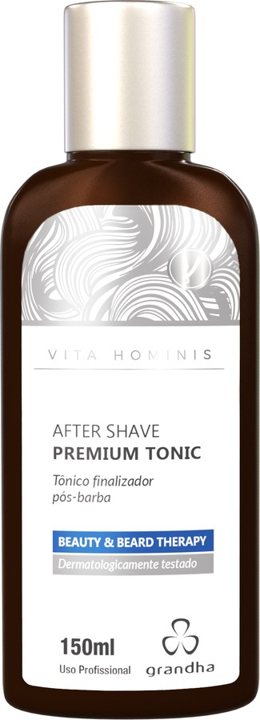 VITA HOMINIS
AFTER SHAVE
PREMIUM TONIC
Tônico finalizador
pós-barba
BEAUTY & BEARD THERAPY
Dermatologicamente testado
150ml
Uso Profissional
grandha